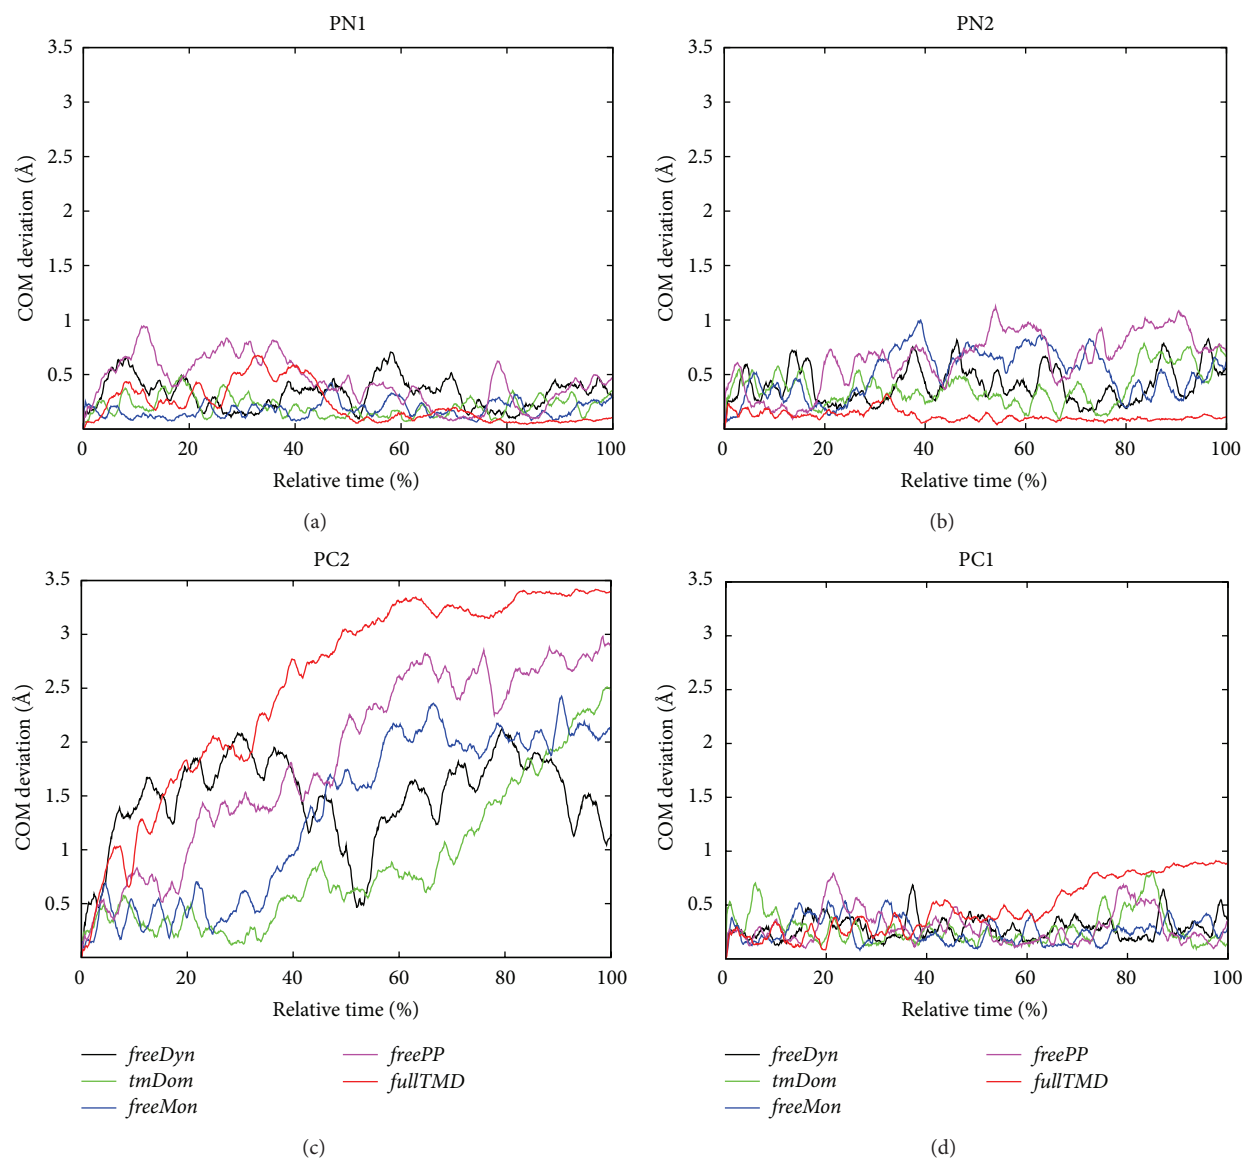 PN1
3.5
3
2.5
2
1.5
1
0.5
0
20
40
60
80
100
COM deviation (Å)
Relative time (%)
(a)
PN2
3.5
3
2.5
2
1.5
1
0.5
0
20
40
60
80
100
COM deviation (Å)
Relative time (%)
(b)
PC2
3.5
3
2.5
2
1.5
1
0.5
0
20
40
60
80
100
COM deviation (Å)
Relative time (%)
freeDyn
tmDom
freeMon
freePP
fullTMD
(c)
PC1
3.5
3
2.5
2
1.5
1
0.5
0
20
40
60
80
100
COM deviation (Å)
Relative time (%)
freeDyn
tmDom
freeMon
freePP
fullTMD
(d)